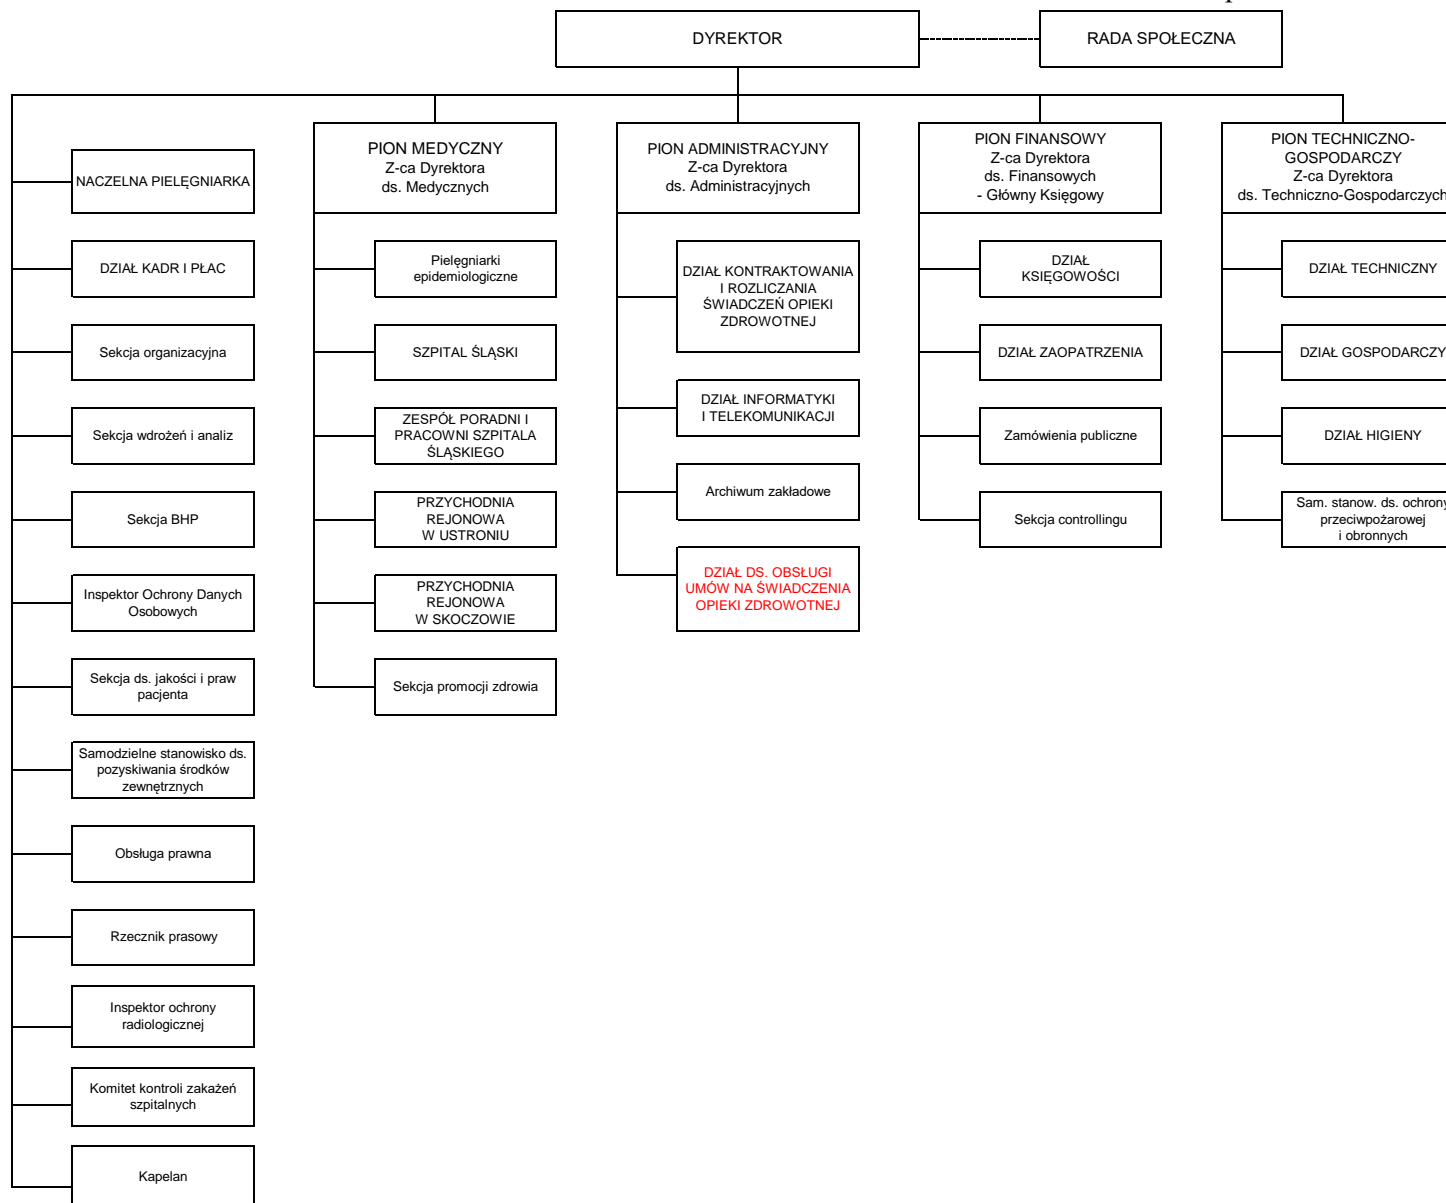 DYREKTOR
RADA SPOŁECZNA
NACZELNA PIELĘGNIARKA
DZIAŁ KADR I PŁAC
Sekcja organizacyjna
Sekcja wdrożeń i analiz
Sekcja BHP
Inspektor Ochrony Danych
Osobowych
Sekcja ds. jakości i praw
pacjenta
Samodzielne stanowisko ds.
pozyskiwania środków
zewnętrznych
Obsługa prawna
Rzecznik prasowy
Inspektor ochrony
radiologicznej
Komitet kontroli zakażeń
szpitalnych
Kapelan
PION MEDYCZNY
Z-ca Dyrektora
ds. Medycznych
Pielęgniarki
epidemiologiczne
SZPITAL ŚLĄSKI
ZESPÓŁ PORADNI I
PRACOWNI SZPITALA
ŚLĄSKIEGO
PRZYCHODNIA
REJONOWA
W USTRONIU
PRZYCHODNIA
REJONOWA
W SKOCZOWIE
Sekcja promocji zdrowia
PION ADMINISTRACYJNY
Z-ca Dyrektora
ds. Administracyjnych
DZIAŁ KONTRAKTOWANIA
I ROZLICZANIA
ŚWIADCZEŃ OPIEKI
ZDROWOTNEJ
DZIAŁ INFORMATYKI
I TELEKOMUNIKACJI
Archiwum zakładowe
DZIAŁ DS. OBSŁUGI
UMÓW NA ŚWIADCZENIA
OPIEKI ZDROWOTNEJ
PION FINANSOWY
Z-ca Dyrektora
ds. Finansowych
- Główny Księgowy
DZIAŁ
KSIĘGOWOŚCI
DZIAŁ ZAOPATRZENIA
Zamówienia publiczne
Sekcja controllingu
PION TECHNICZNO-
GOSPODARCZY
Z-ca Dyrektora
ds. Techniczno-Gospodarczych
DZIAŁ TECHNICZNY
DZIAŁ GOSPODARCZY
DZIAŁ HIGIENY
Sam. stanow. ds. ochrony
przeciwpożarowej
i obronnych